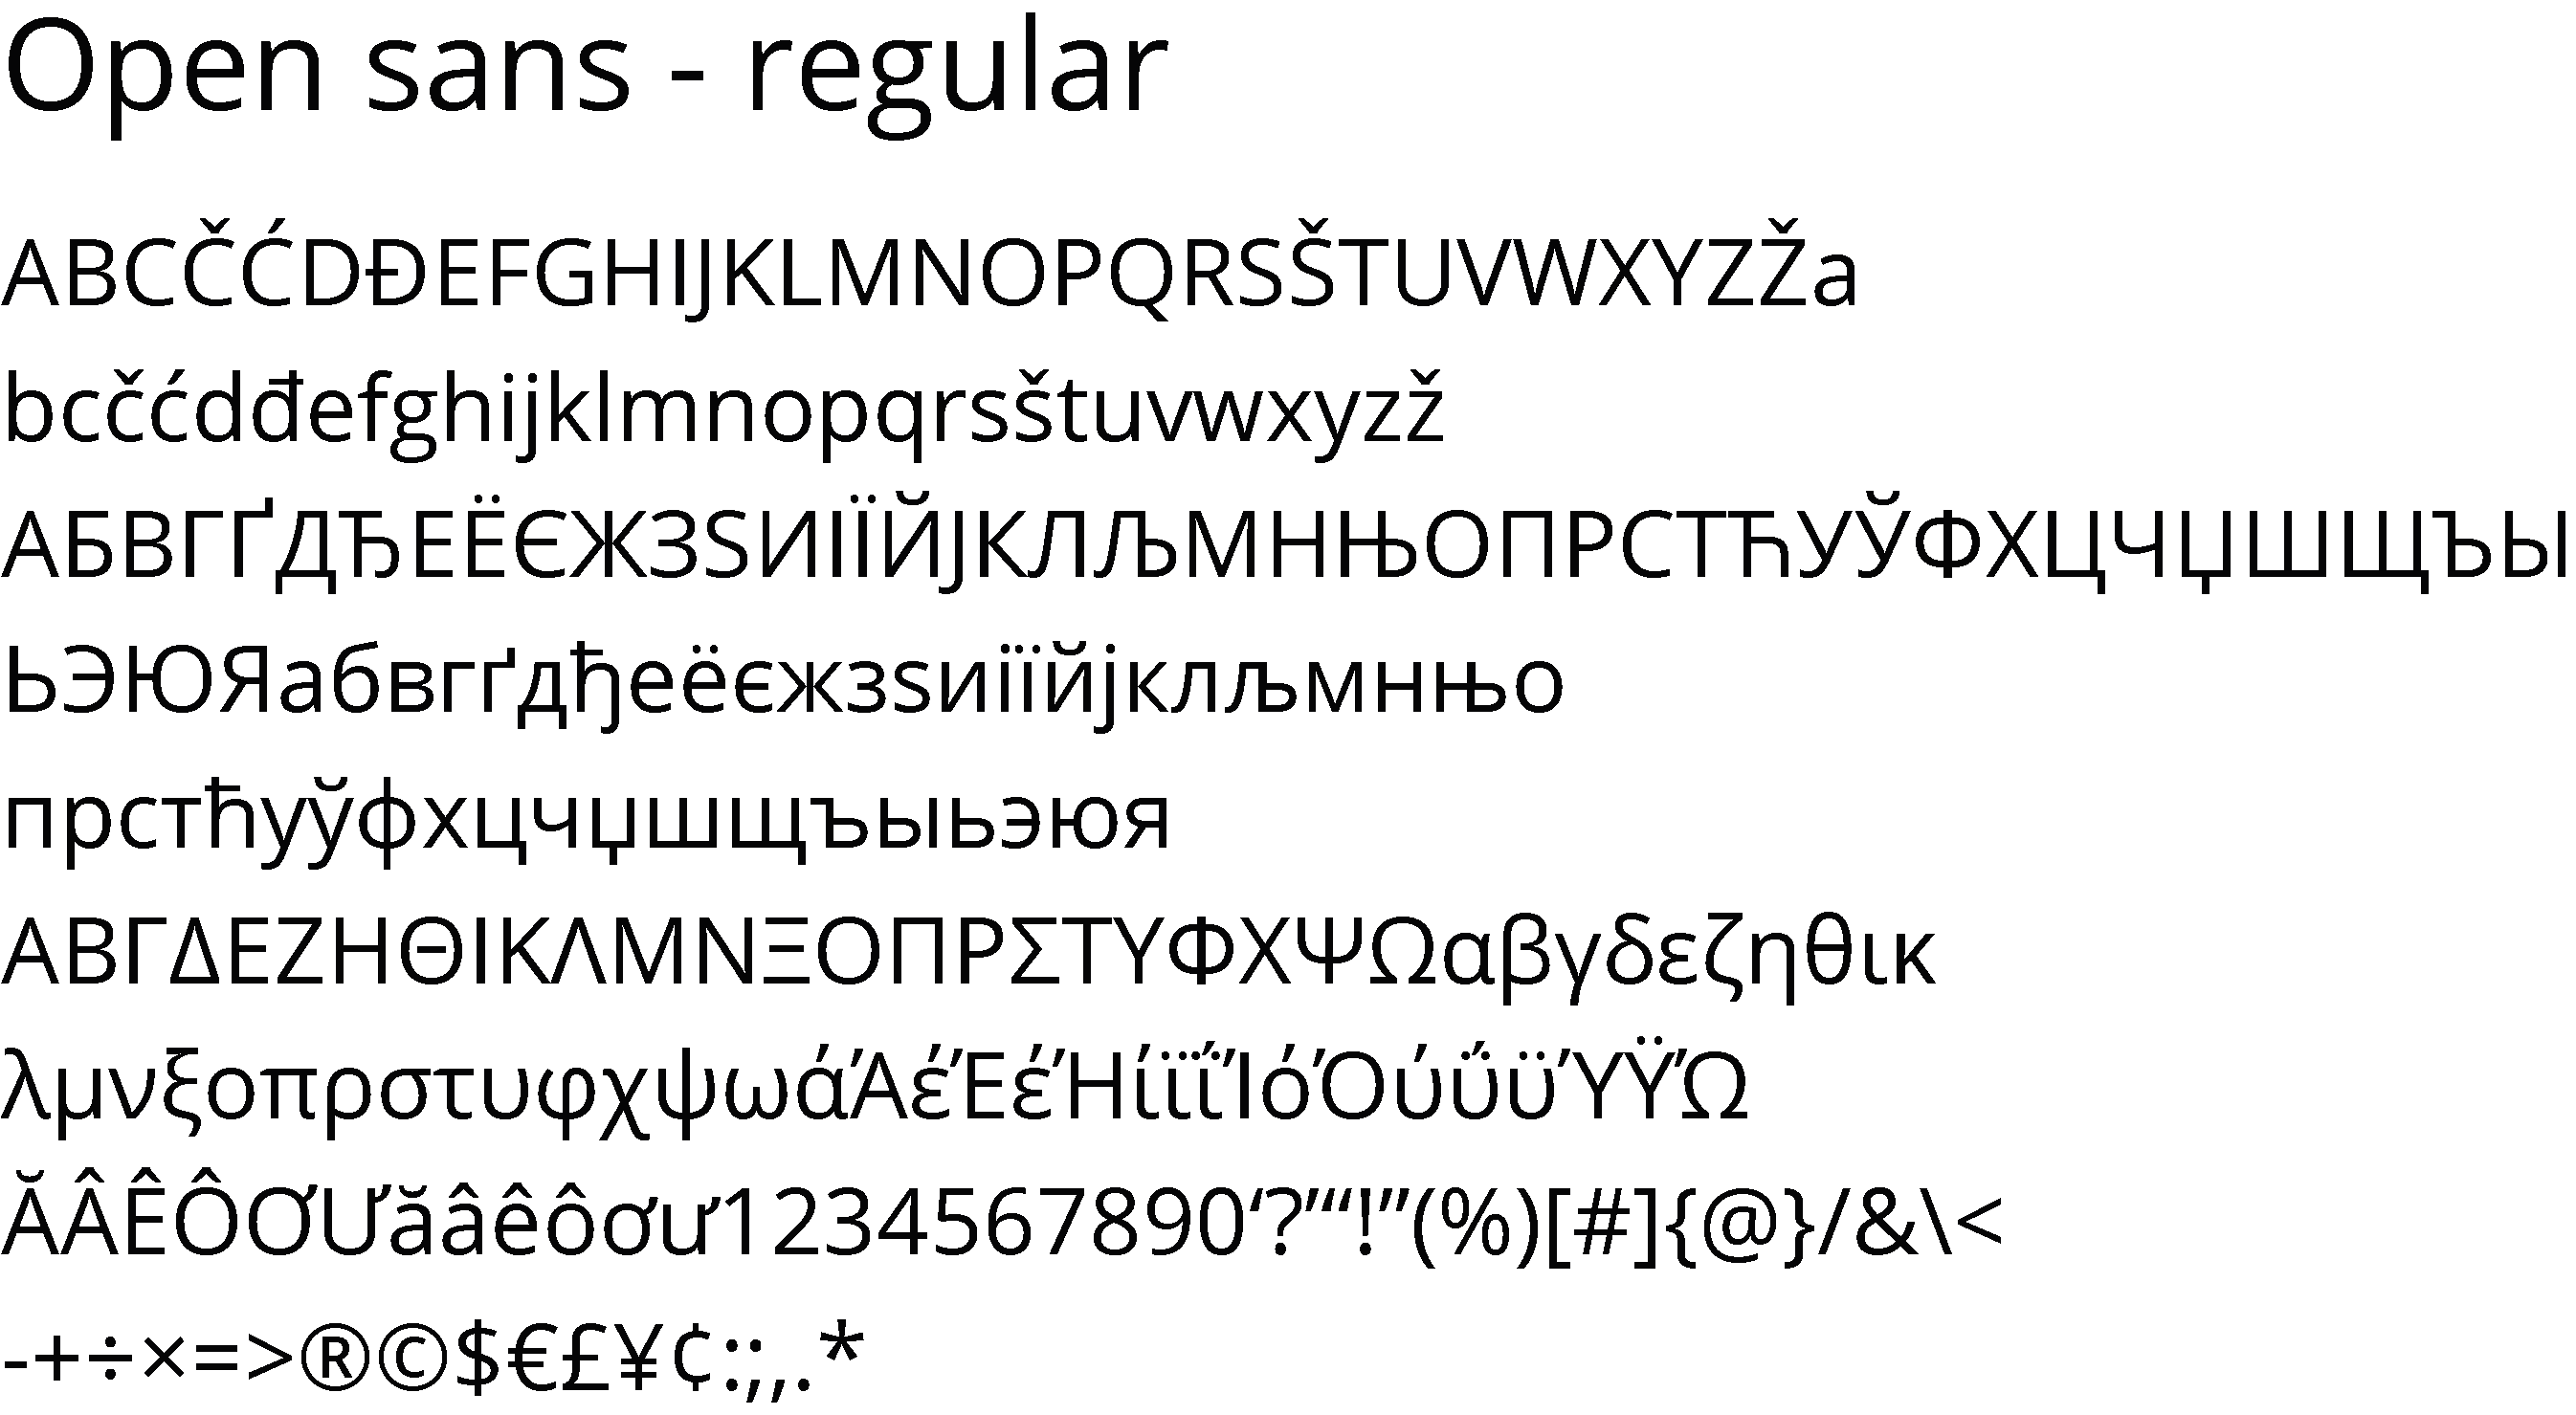 Open sans - regular
ABCČĆDĐEFGHIJKLMNOPQRSŠTUVWXYZŽa
bcčćdđefghijklmnopqrsštuvwxyzž
АБВГҐДЂЕЁЄЖЗЅИІЇЙЈКЛЉМНЊОПРСТЋУЎФХЦЧЏШЩЪЫ
ЬЭЮЯабвгґдђеёєжзѕиіїйјклљмнњо
прстћуўфхцчџшщъыьэюя
ΑΒΓΔΕΖΗΘΙΚΛΜΝΞΟΠΡΣΤΥΦΧΨΩαβγδεζηθικ
λμνξοπρστυφχψωάΆέΈέΉίϊΐΊόΌύΰϋΎΫΏ
ĂÂÊÔƠƯăâêôơư1234567890‘?’“!”(%)[#]{@}/&\<
-+÷×=>®©$€£¥¢:;,.*